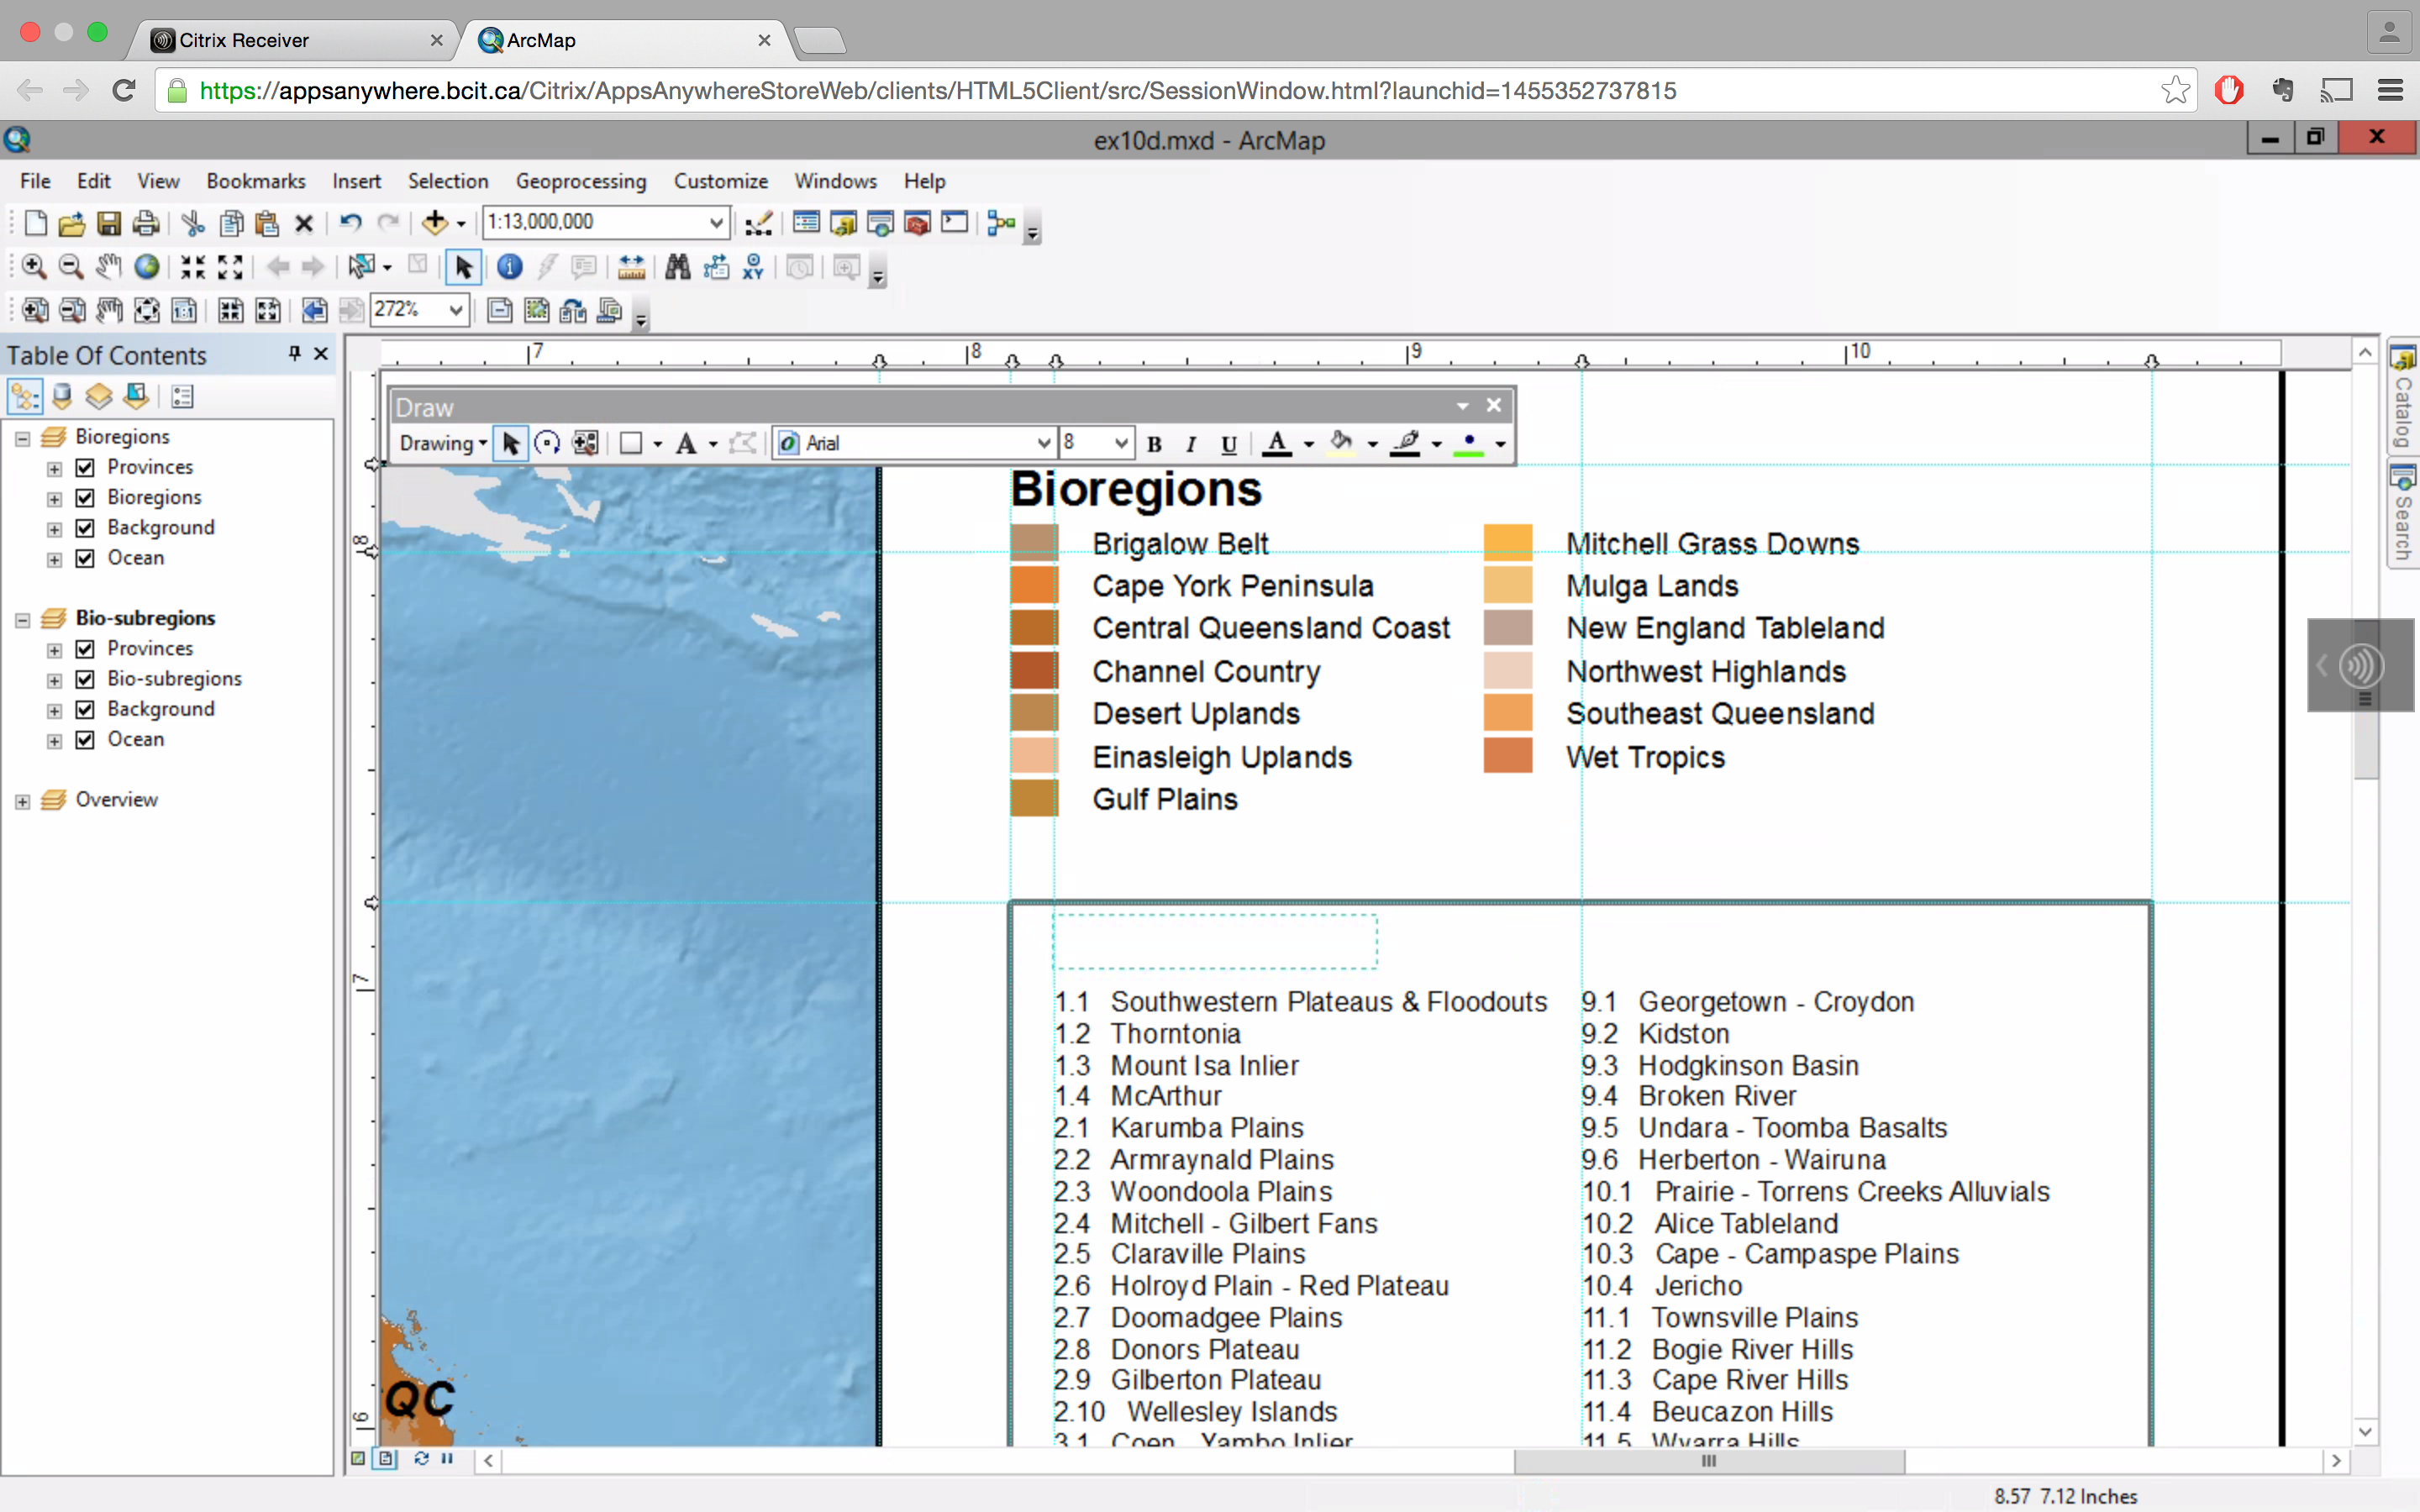 Citrix Receiver
ArcMap
https://appsanywhere.bcit.ca/Citrix/AppsAnywhereStoreWeb/clients/HTML5Client/src/SessionWindow.html?launchid=1455352737815
ex10d.mxd - ArcMap
File Edit View Bookmarks Insert Selection Geoprocessing Customize Windows Help
1:13,000,000
XY
1:1
272%
Table Of Contents
Bioregions
Provinces
Bioregions
Background
Ocean
Bio-subregions
Provinces
Bio-subregions
Background
Ocean
Overview
7 8 9 10
8
7
6
Draw
Drawing A Arial 8 B I U A
Bioregions
Brigalow Belt
Cape York Peninsula
Central Queensland Coast
Channel Country
Desert Uplands
Einasleigh Uplands
Gulf Plains
Mitchell Grass Downs
Mulga Lands
New England Tableland
Northwest Highlands
Southeast Queensland
Wet Tropics
1.1 Southwestern Plateaus & Floodouts
1.2 Thorntonia
1.3 Mount Isa Inlier
1.4 McArthur
2.1 Karumba Plains
2.2 Armraynald Plains
2.3 Woondoola Plains
2.4 Mitchell - Gilbert Fans
2.5 Claraville Plains
2.6 Holroyd Plain - Red Plateau
2.7 Doomadgee Plains
2.8 Donors Plateau
2.9 Gilberton Plateau
2.10 Wellesley Islands
3.1 Coen - Yambo Inlier
9.1 Georgetown - Croydon
9.2 Kidston
9.3 Hodgkinson Basin
9.4 Broken River
9.5 Undara - Toomba Basalts
9.6 Herberton - Wairuna
10.1 Prairie - Torrens Creeks Alluvials
10.2 Alice Tableland
10.3 Cape - Campaspe Plains
10.4 Jericho
11.1 Townsville Plains
11.2 Bogie River Hills
11.3 Cape River Hills
11.4 Beucazon Hills
11.5 Wyarra Hills
QC
Catalog
Search
8.57 7.12 Inches